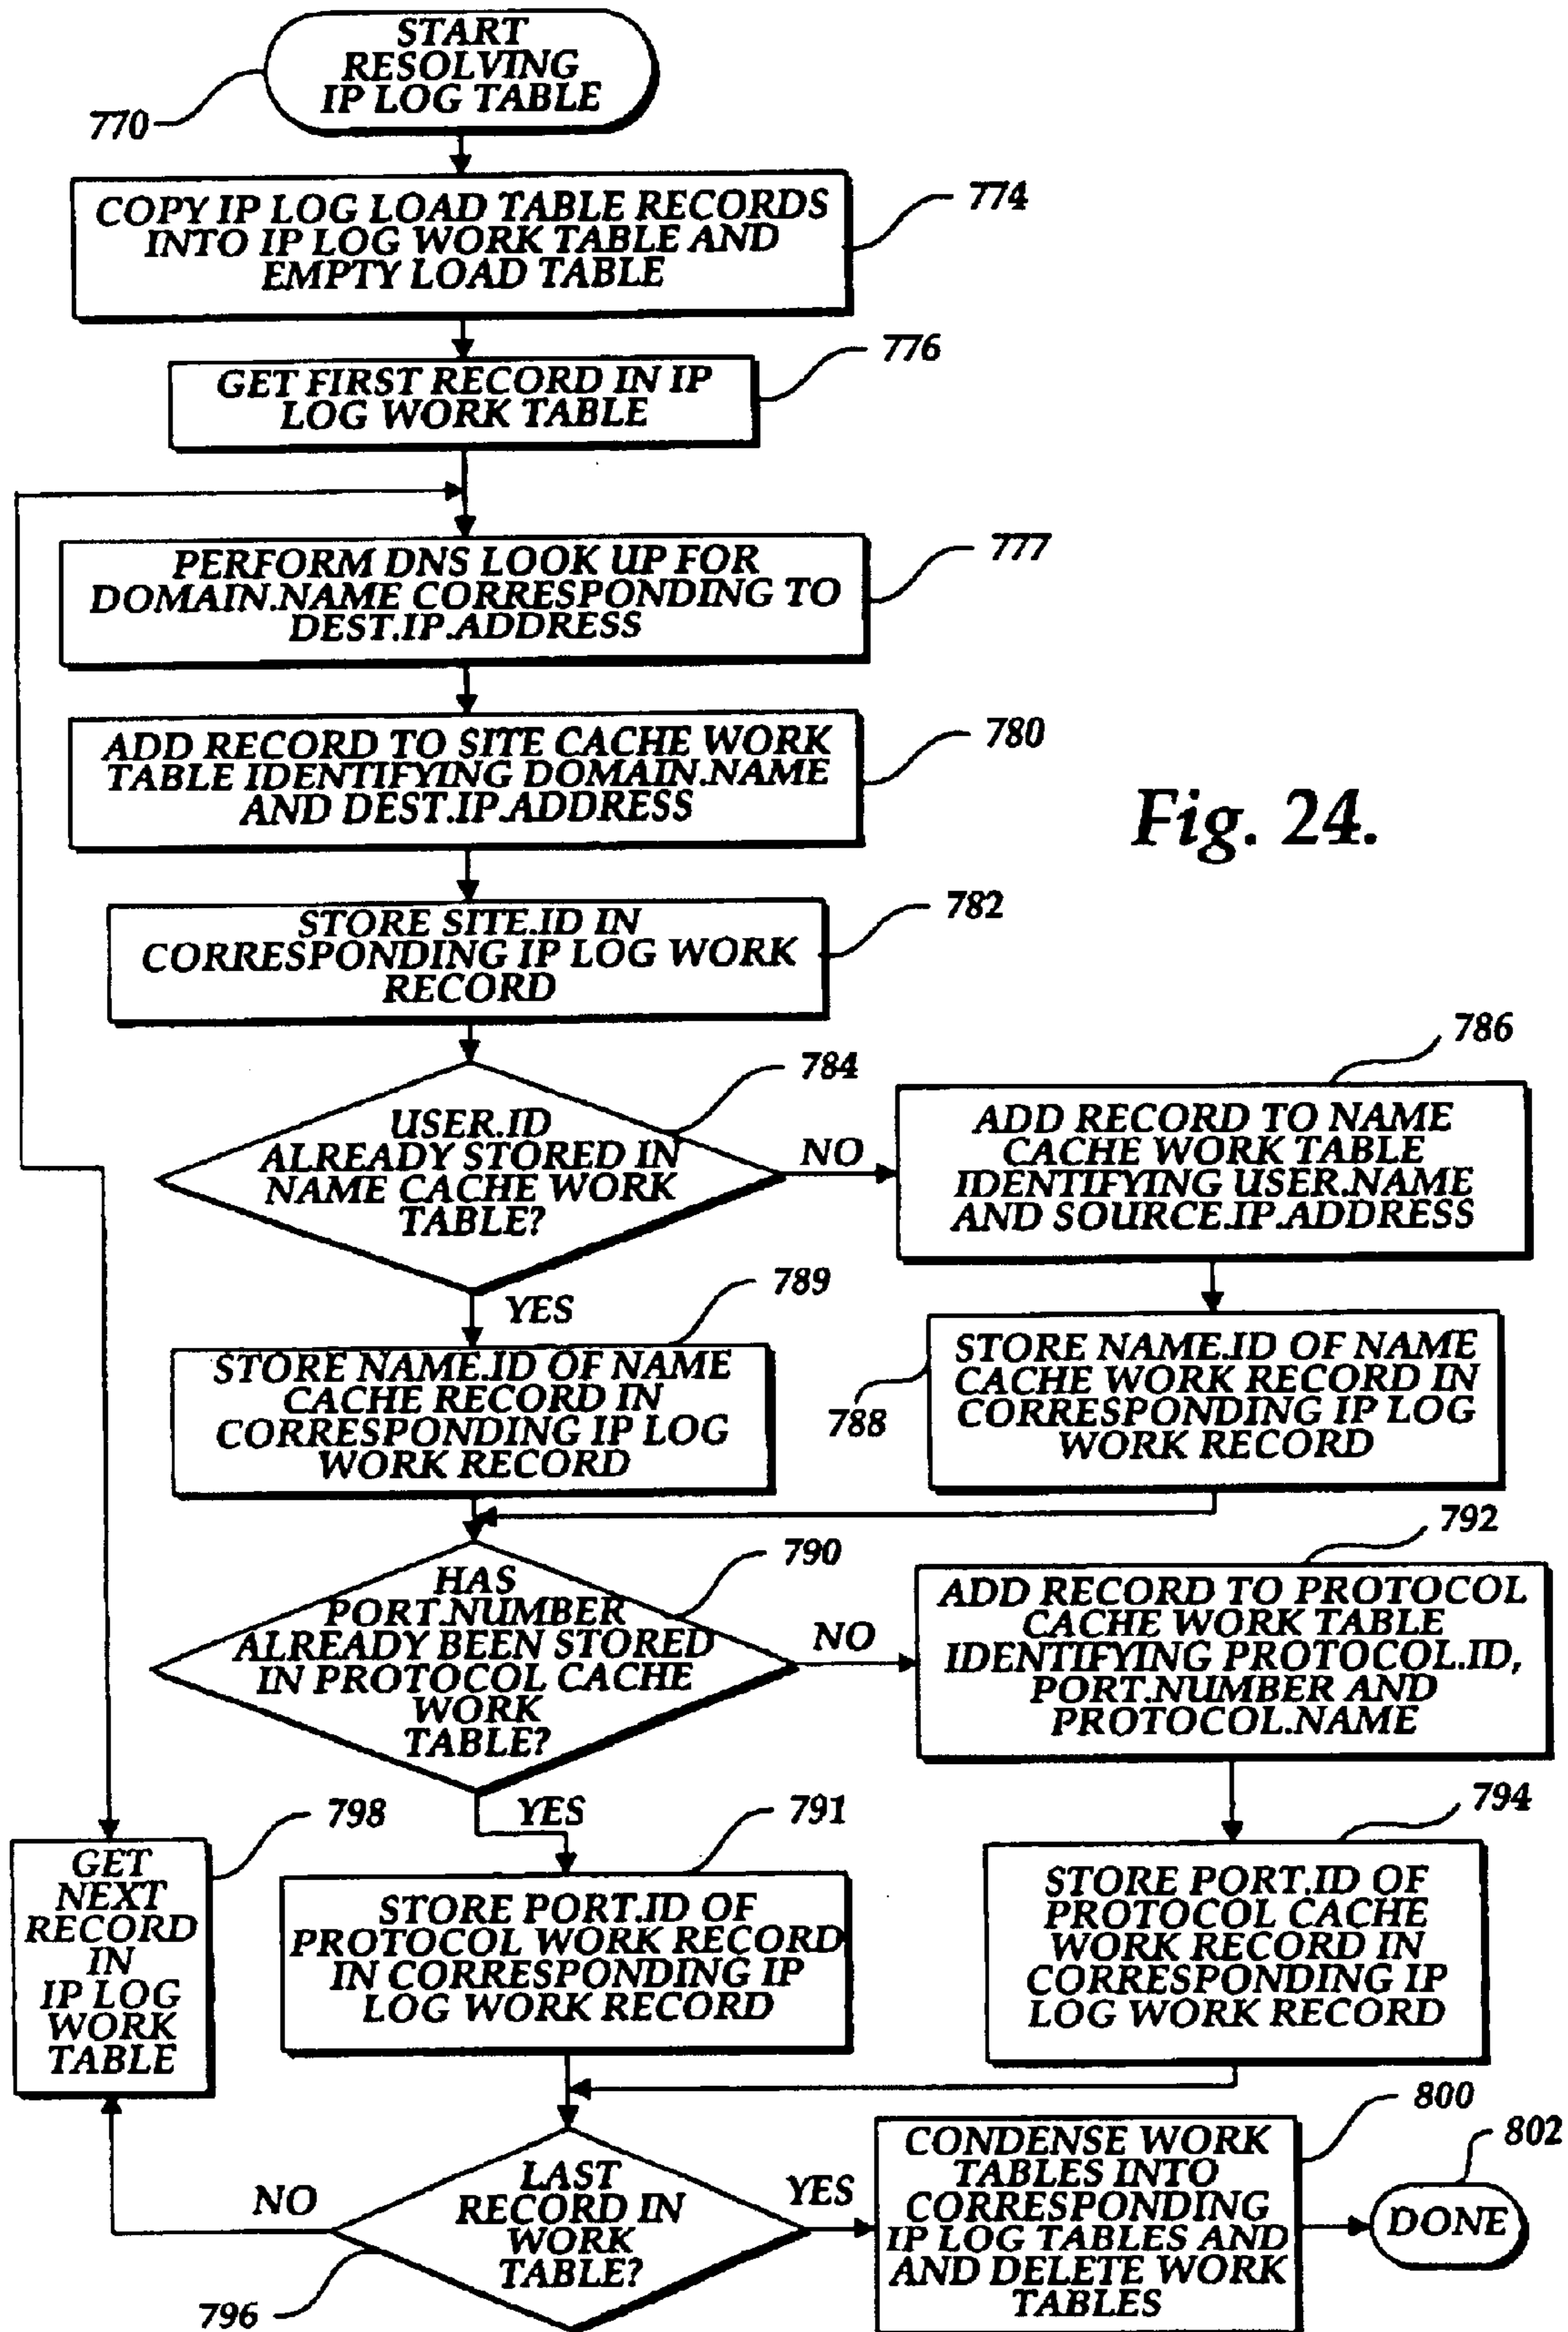 START
RESOLVING
IP LOG TABLE
770
COPY IP LOG LOAD TABLE RECORDS
INTO IP LOG WORK TABLE AND
EMPTY LOAD TABLE
774
GET FIRST RECORD IN IP
LOG WORK TABLE
776
PERFORM DNS LOOK UP FOR
DOMAIN.NAME CORRESPONDING TO
DEST.IP.ADDRESS
777
ADD RECORD TO SITE CACHE WORK
TABLE IDENTIFYING DOMAIN.NAME
AND DEST.IP.ADDRESS
780
Fig. 24.
STORE SITE.ID IN
CORRESPONDING IP LOG WORK
RECORD
782
USER.ID
ALREADY STORED IN
NAME CACHE WORK
TABLE?
784
NO
ADD RECORD TO NAME
CACHE WORK TABLE
IDENTIFYING USER.NAME
AND SOURCE.IP.ADDRESS
786
YES
STORE NAME.ID OF NAME
CACHE RECORD IN
CORRESPONDING IP LOG
WORK RECORD
789
STORE NAME.ID OF NAME
CACHE WORK RECORD IN
CORRESPONDING IP LOG
WORK RECORD
788
HAS
PORT.NUMBER
ALREADY BEEN STORED
IN PROTOCOL CACHE
WORK
TABLE?
790
NO
ADD RECORD TO PROTOCOL
CACHE WORK TABLE
IDENTIFYING PROTOCOL.ID,
PORT.NUMBER AND
PROTOCOL.NAME
792
YES
STORE PORT.ID OF
PROTOCOL WORK RECORD
IN CORRESPONDING IP
LOG WORK RECORD
791
STORE PORT.ID OF
PROTOCOL CACHE
WORK RECORD IN
CORRESPONDING IP
LOG WORK RECORD
794
GET
NEXT
RECORD
IN
IP LOG
WORK
TABLE
798
LAST
RECORD IN
WORK
TABLE?
796
NO
YES
CONDENSE WORK
TABLES INTO
CORRESPONDING
IP LOG TABLES AND
AND DELETE WORK
TABLES
800
DONE
802